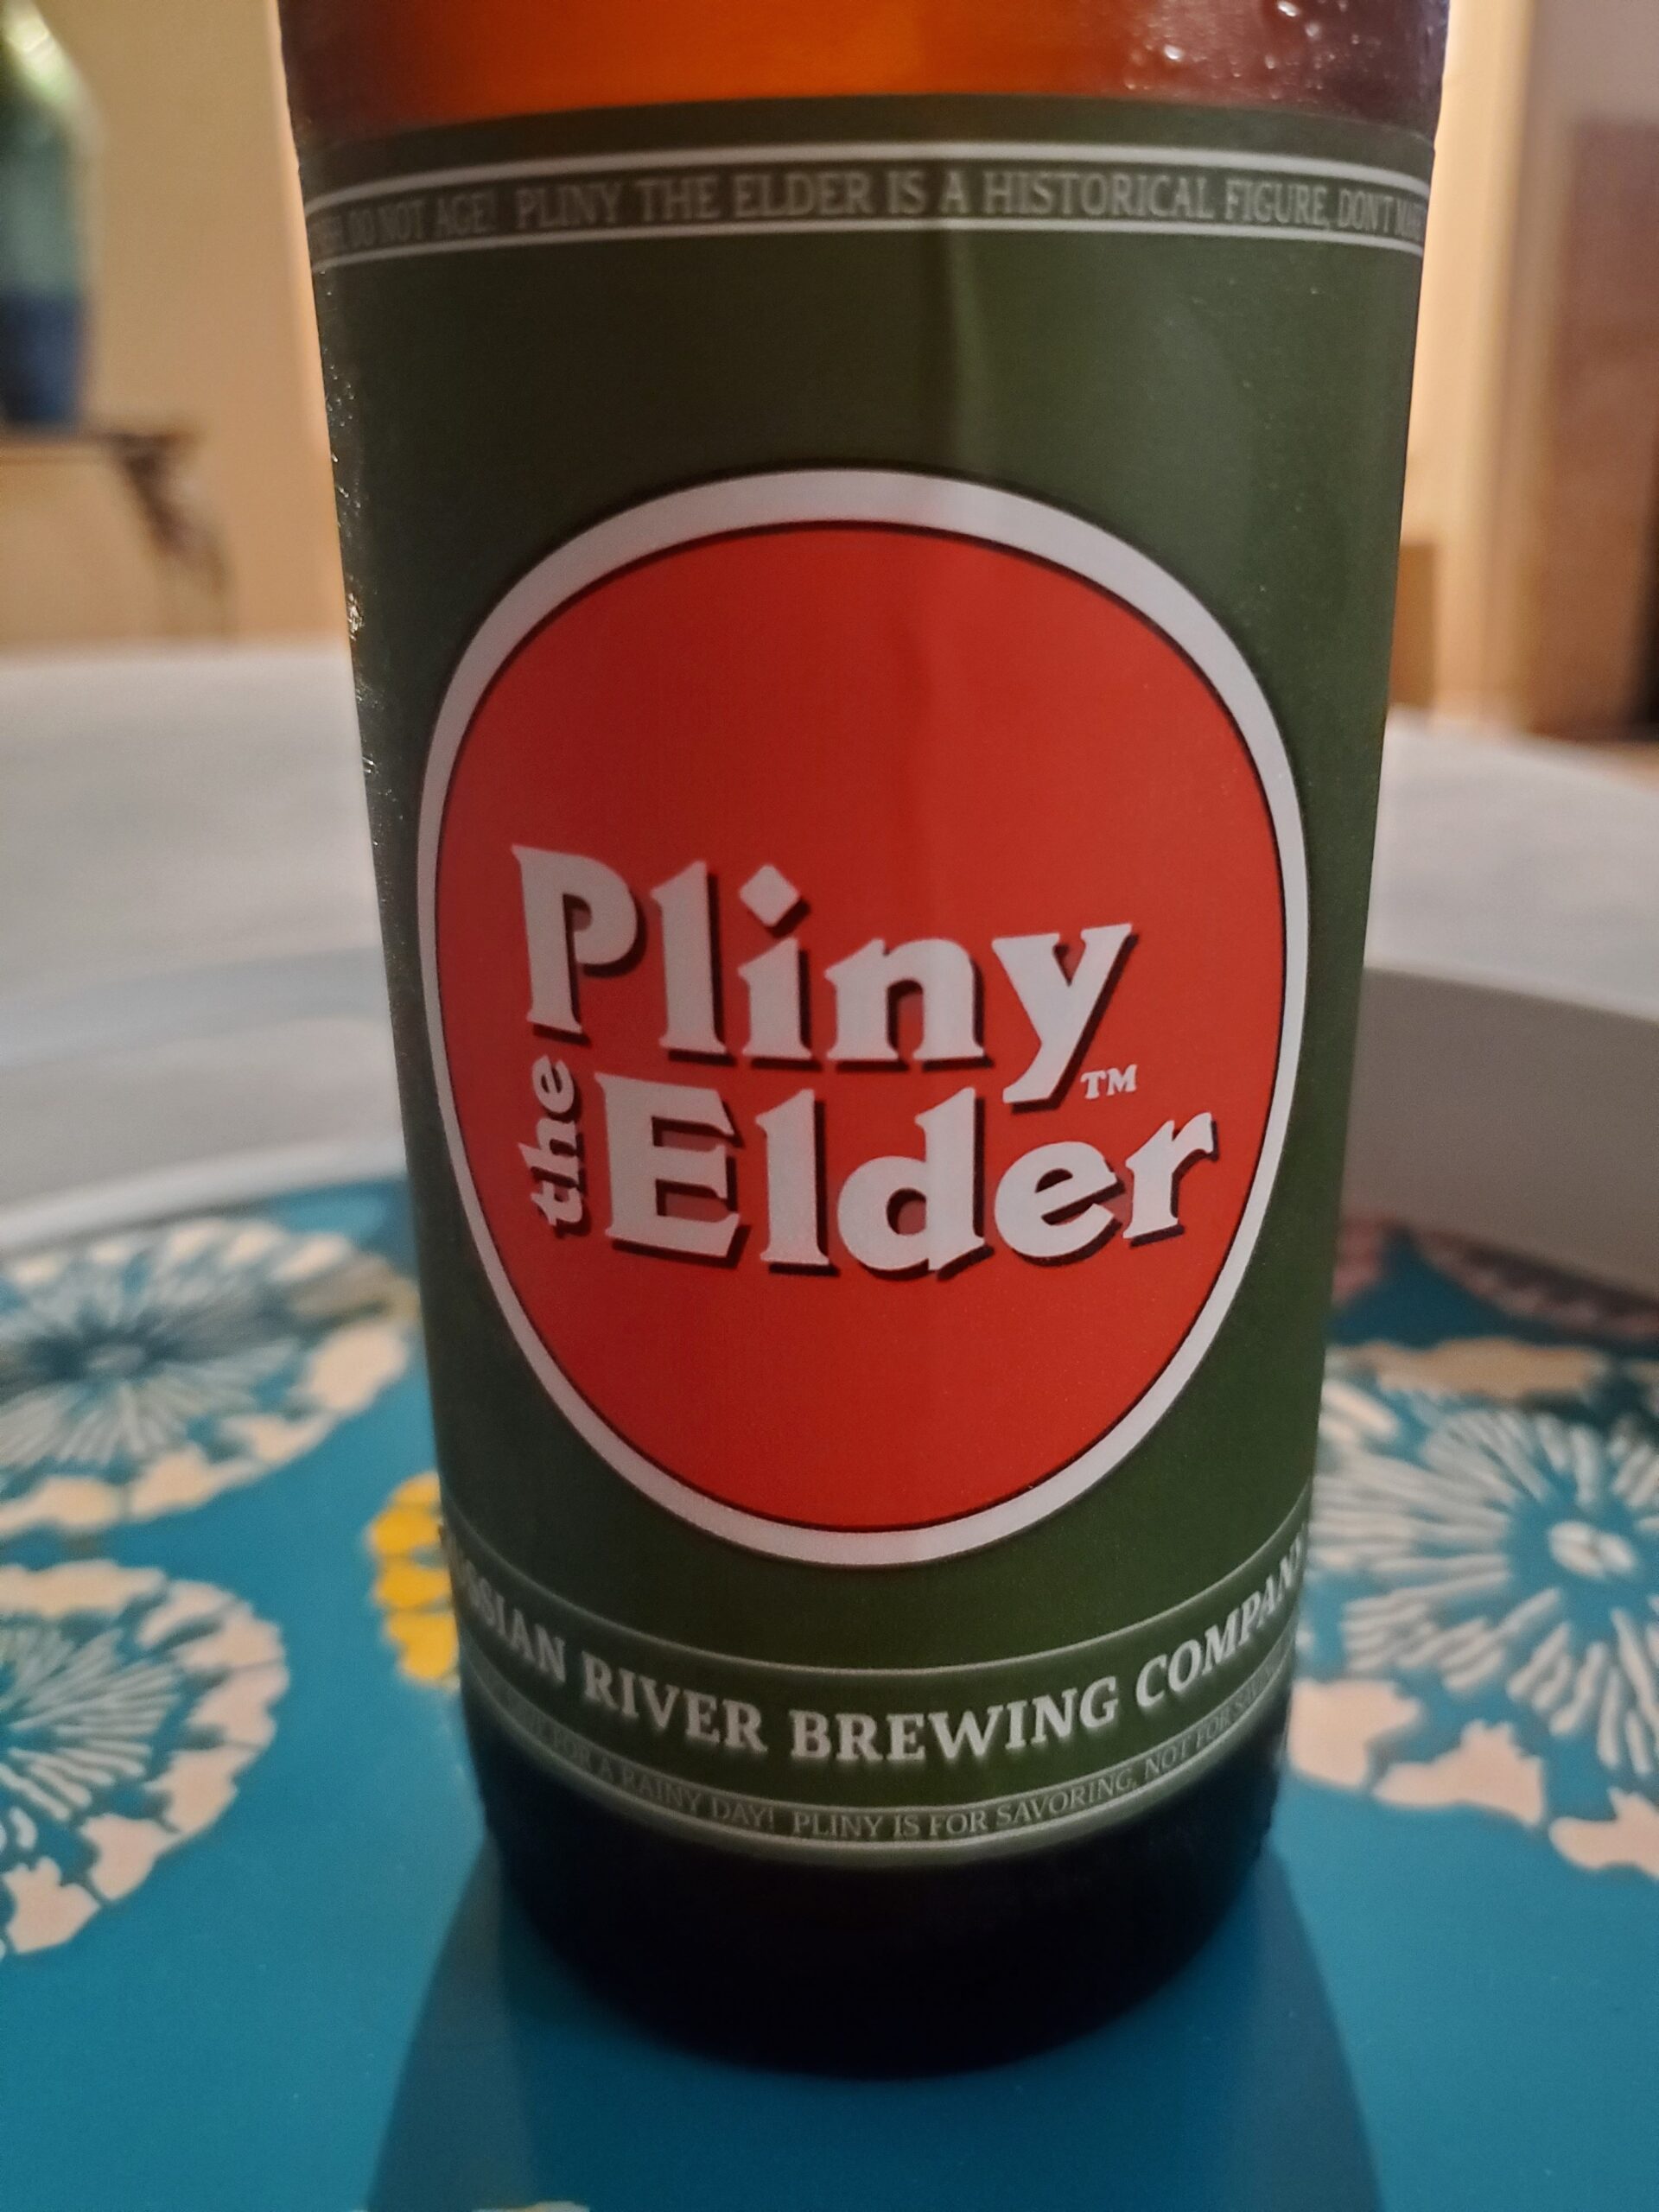 DO NOT AGE! PLINY THE ELDER IS A HISTORICAL FIGURE, DON'T
Pliny
the Elder™
RIVER BREWING COMPANY
FOR A RAINY DAY! PLINY IS FOR SAVORING, NOT FOR